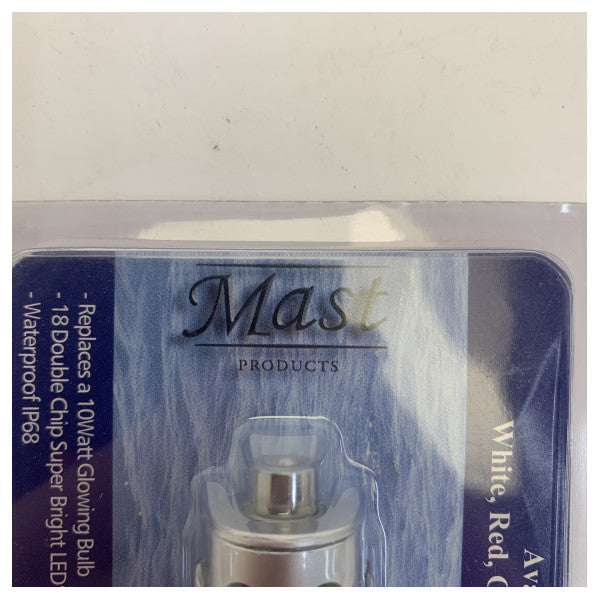 Mast
PRODUCTS
- Replaces a 10Watt Glowing Bulb
- 18 Double Chip Super Bright LED
- Waterproof IP68
White, Red,